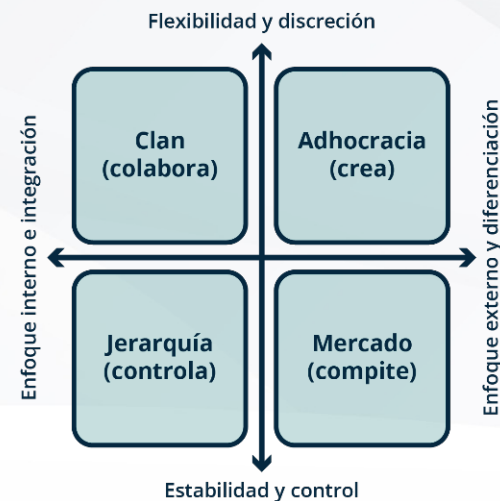 Flexibilidad y discreción
Enfoque interno e integración
Clan
(colabora)
Adhocracia
(crea)
Enfoque externo y diferenciación
Jerarquía
(controla)
Mercado
(compite)
Estabilidad y control